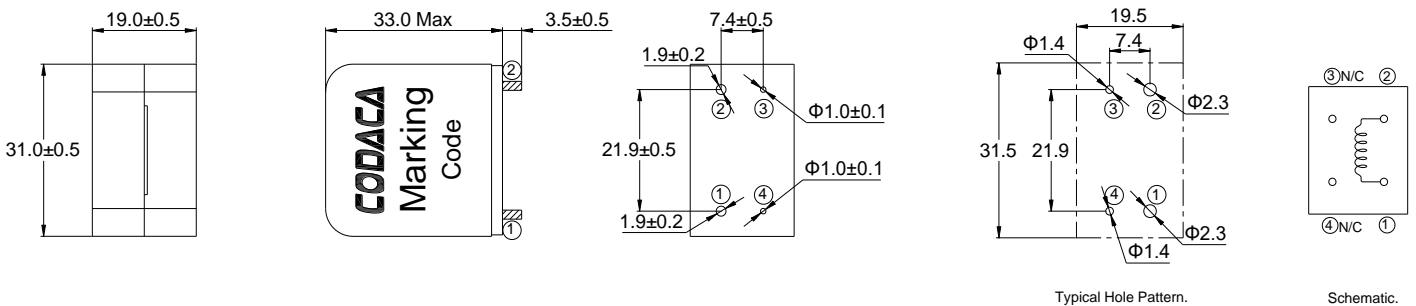 19.0±0.5
31.0±0.5
33.0 Max
3.5±0.5
CODACA
Marking
Code
②
①
7.4±0.5
1.9±0.2
②
③
Φ1.0±0.1
21.9±0.5
Φ1.0±0.1
①
④
1.9±0.2
19.5
7.4
Φ1.4
③
②
Φ2.3
31.5
21.9
④
①
Φ2.3
Φ1.4
Typical Hole Pattern.
③N/C
②
④N/C
①
Schematic.